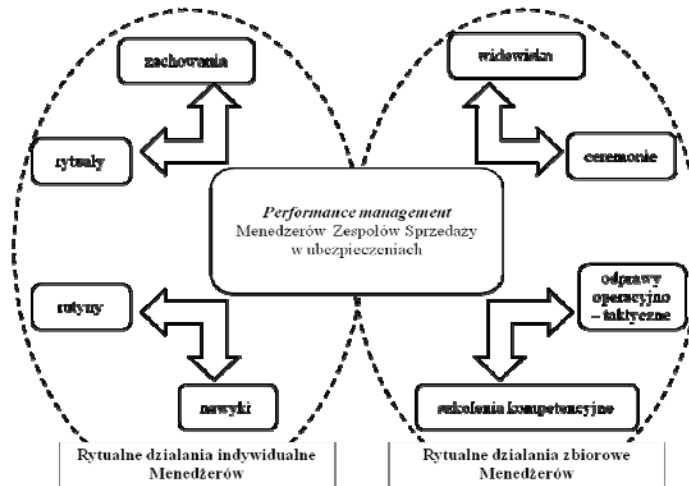 zachowania
widowiska
rytuały
ceremonie
Performance management
Menedżerów Zespołów Sprzedaży
w ubezpieczeniach
rutyny
odprawy
operacyjno
– taktyczne
nawyki
szkolenia kompetencyjne
Rytualne działania indywidualne
Menedżerów
Rytualne działania zbiorowe
Menedżerów